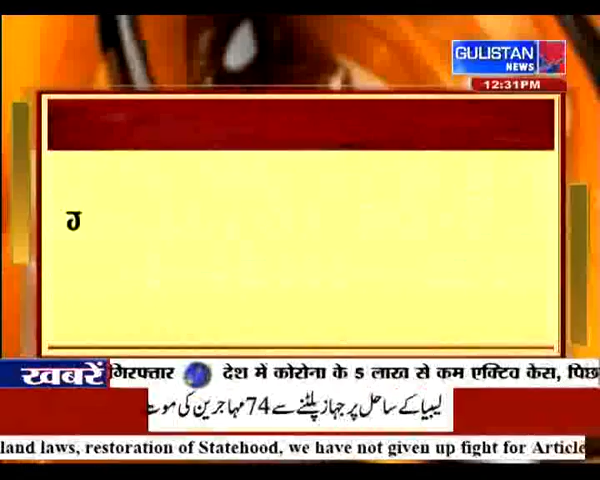 GULISTAN
NEWS
12:31PM
ह
खबरें गिरफ्तार देश में कोरोना के 5 लाख से कम एक्टिव केस, पिछ
لیبیا کے ساحل پر جہاز پلٹنے سے 74 مہاجرین کی موت
land laws, restoration of Statehood, we have not given up fight for Article